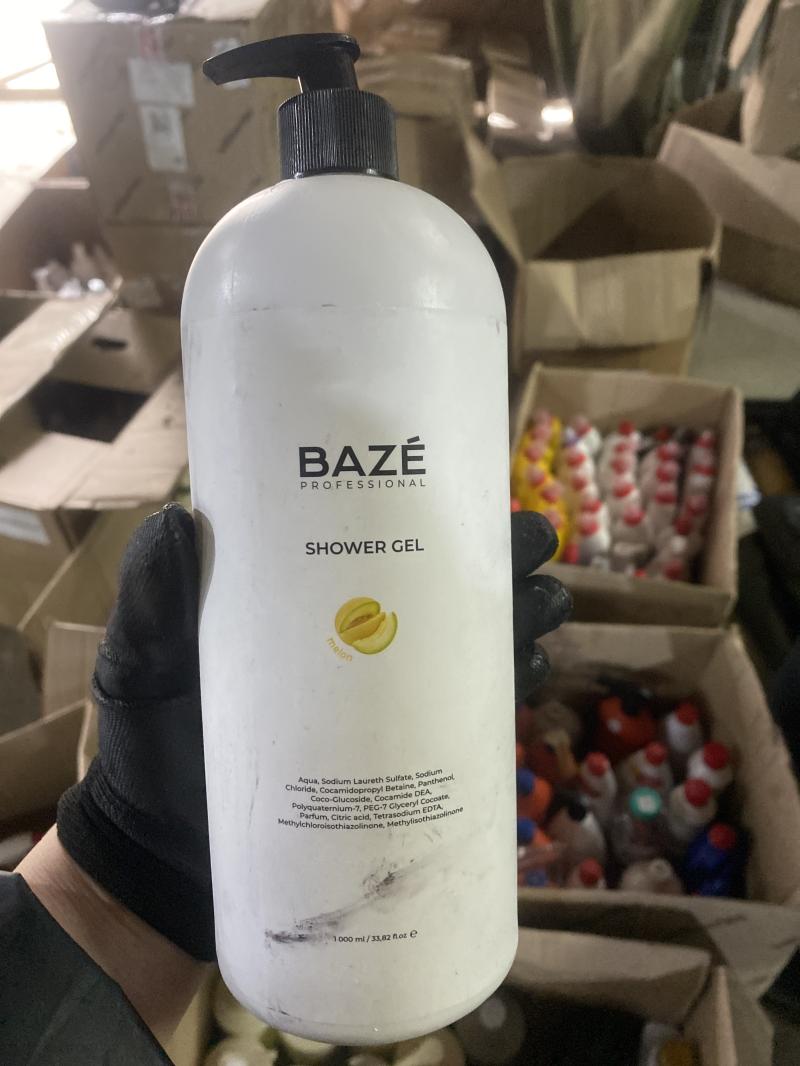 BAZÉ
PROFESSIONAL
SHOWER GEL
melon
Aqua, Sodium Laureth Sulfate, Sodium
Chloride, Cocamidopropyl Betaine, Panthenol,
Coco-Glucoside, Cocamide DEA,
Polyquaternium-7, PEG-7 Glyceryl Cocoate,
Parfum, Citric acid, Tetrasodium EDTA,
Methylchloroisothiazolinone, Methylisothiazolinone
1 000 ml / 33,82 fl.oz ℮